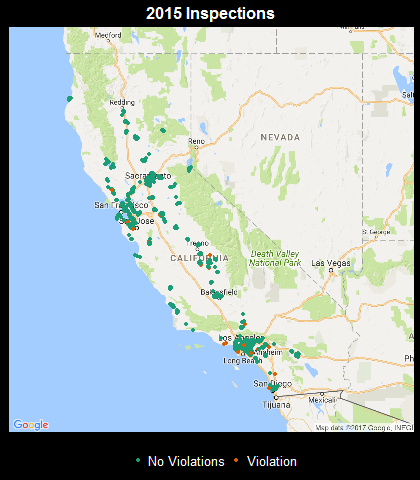 2015 Inspections
Medford
Redding
Reno
NEVADA
Sacramento
San Francisco
San Jose
St George
Fresno
Death Valley
National Park
Las Vegas
CALIFORNIA
Bakersfield
Los Angeles
Anaheim
Long Beach
San Diego
Tijuana
Mexicali
Google
Map data ©2017 Google, INEGI
No Violations
Violation